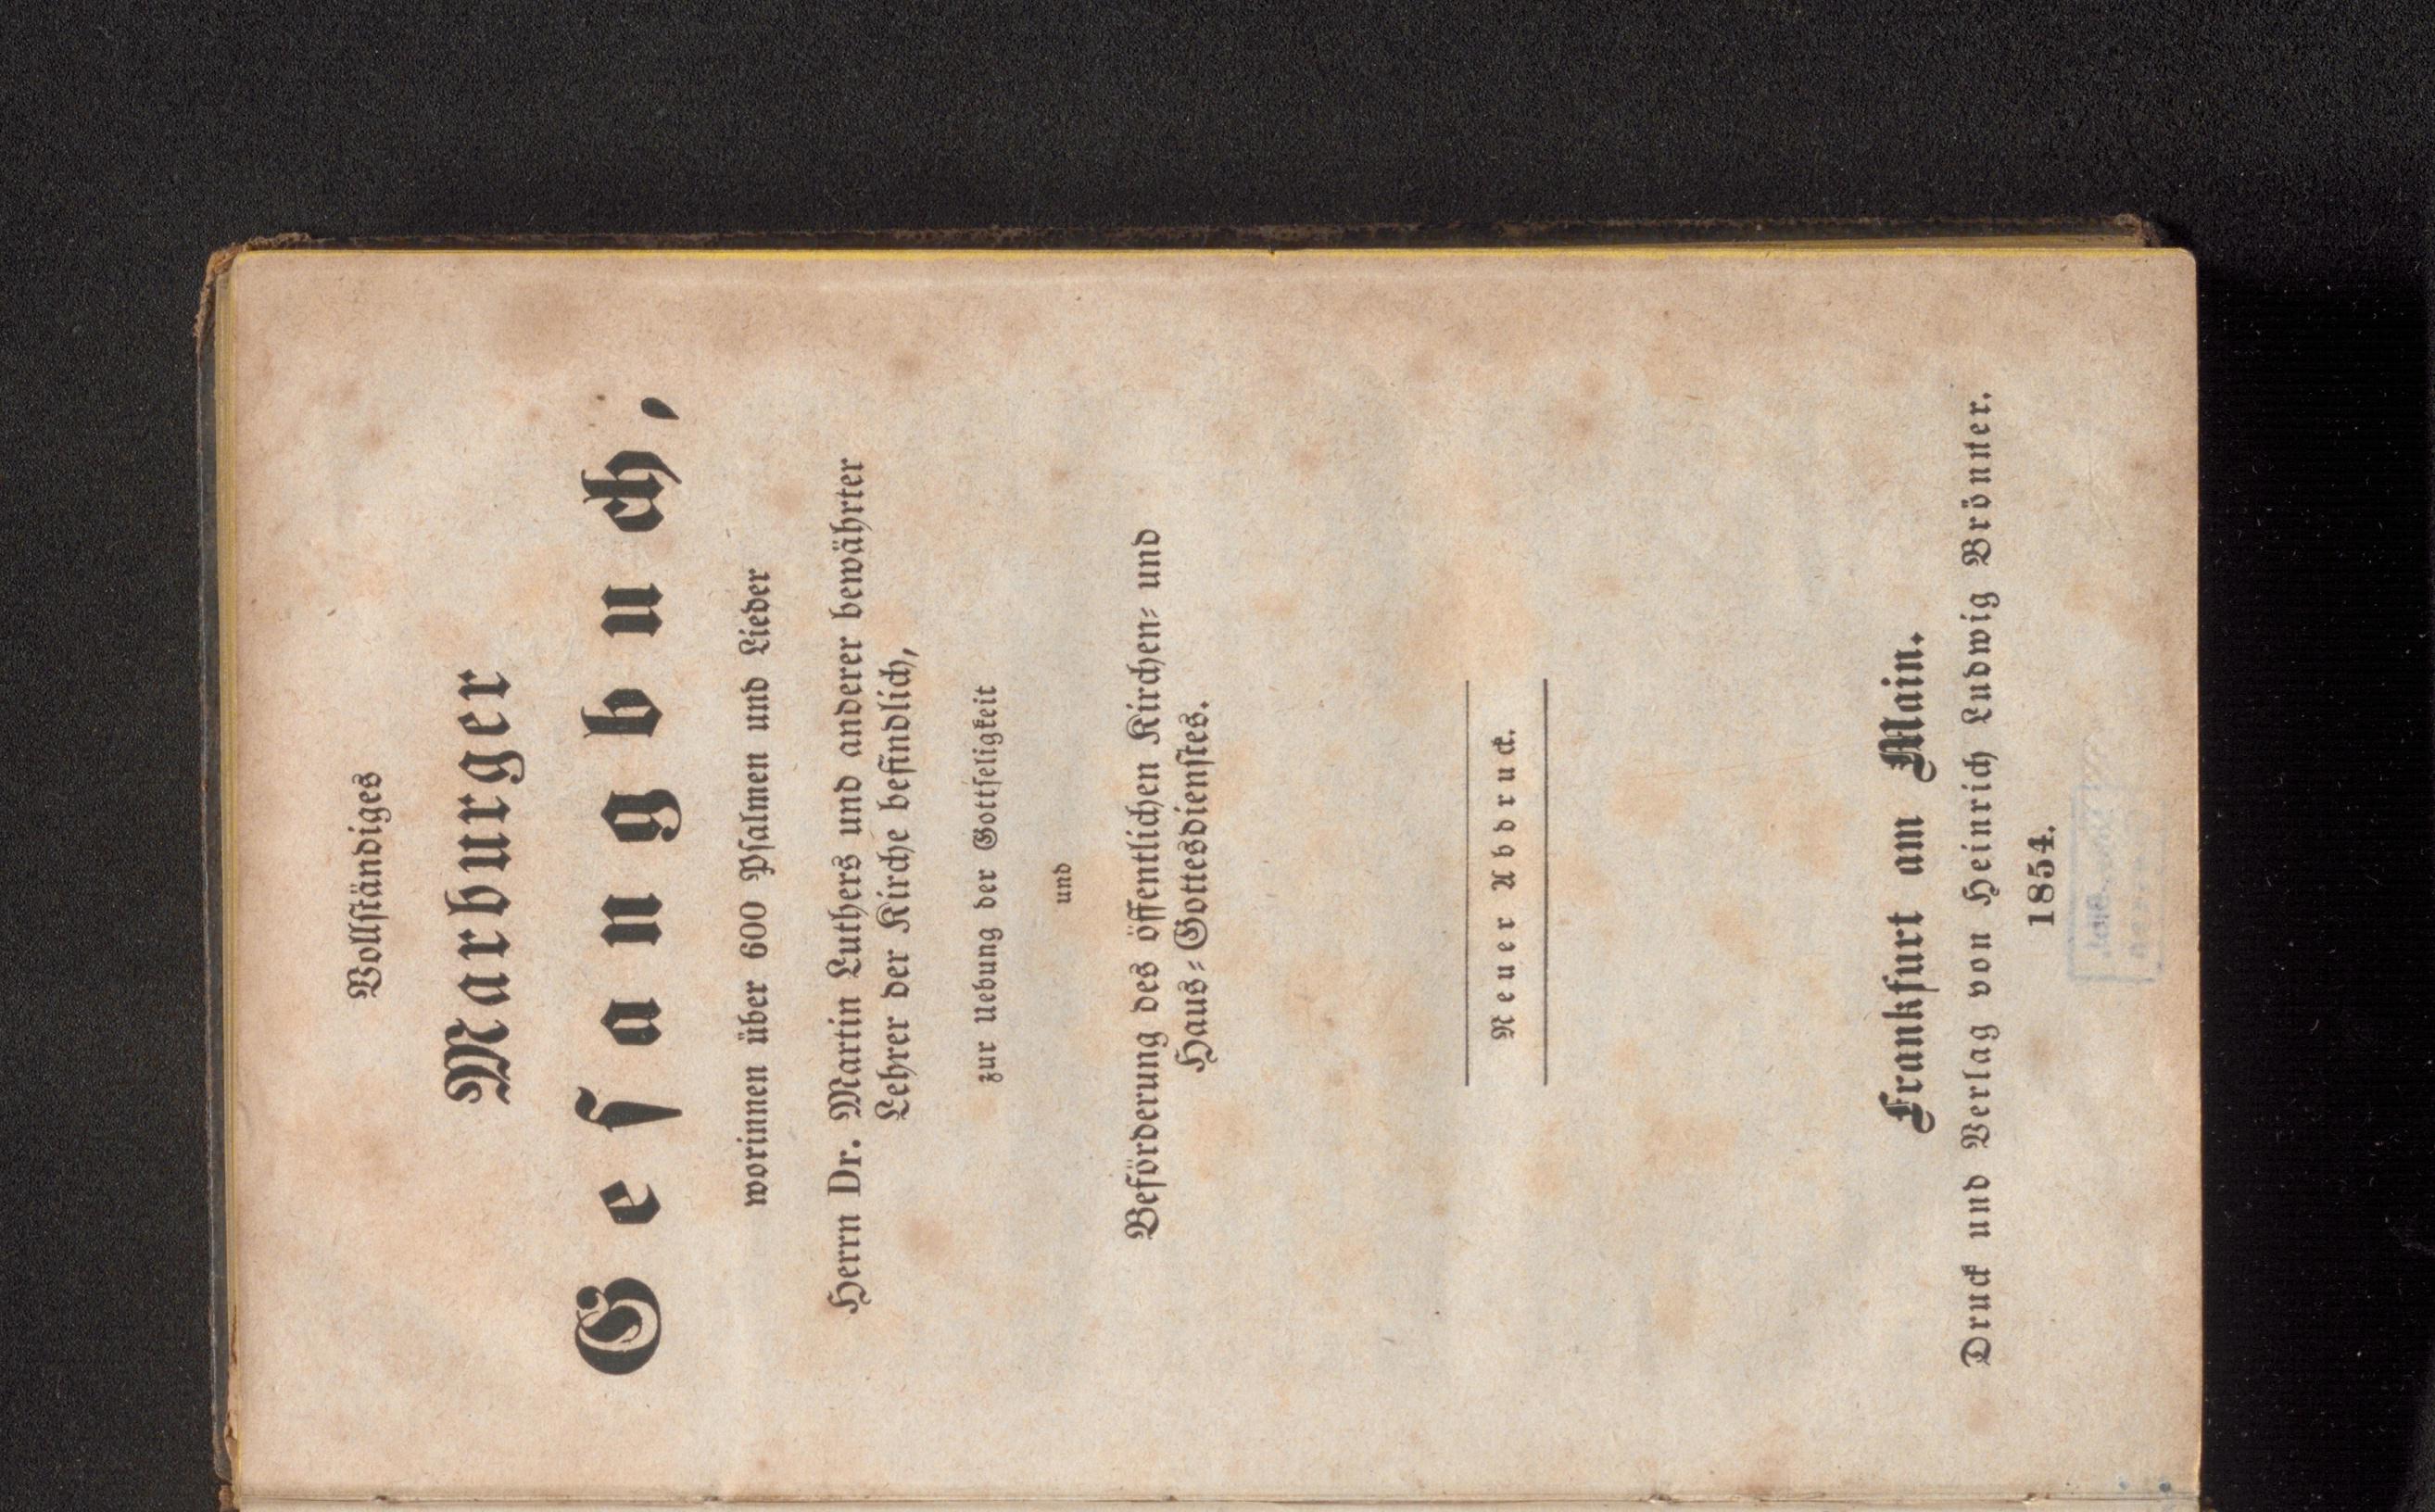 Vollſtändiges
Marburger
Geſangbuch,
worinnen über 600 Pſalmen und Lieder
Herrn Dr. Martin Luthers und anderer bewährter
Lehrer der Kirche befindlich,
zur Uebung der Gottſeligkeit
und
Beförderung des öffentlichen Kirchen- und
Haus-Gottesdienſtes.
Neuer Abdruck.
Frankfurt am Main.
Druck und Verlag von Heinrich Ludwig Brönner.
1854.